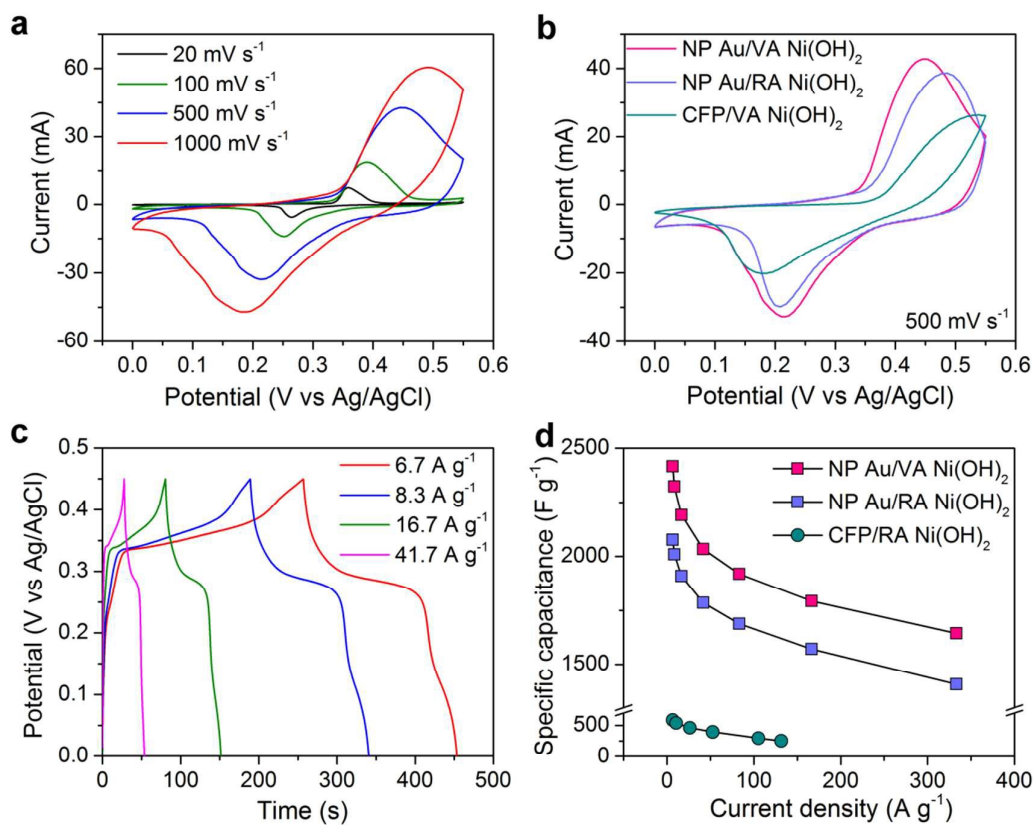 a
20 mV s⁻¹
100 mV s⁻¹
500 mV s⁻¹
1000 mV s⁻¹
60
30
0
-30
-60
Current (mA)
0.0 0.1 0.2 0.3 0.4 0.5 0.6
Potential (V vs Ag/AgCl)
b
NP Au/VA Ni(OH)₂
NP Au/RA Ni(OH)₂
CFP/VA Ni(OH)₂
40
20
0
-20
-40
Current (mA)
500 mV s⁻¹
0.0 0.1 0.2 0.3 0.4 0.5 0.6
Potential (V vs Ag/AgCl)
c
6.7 A g⁻¹
8.3 A g⁻¹
16.7 A g⁻¹
41.7 A g⁻¹
0.5
0.4
0.3
0.2
0.1
0.0
Potential (V vs Ag/AgCl)
0 100 200 300 400 500
Time (s)
d
NP Au/VA Ni(OH)₂
NP Au/RA Ni(OH)₂
CFP/RA Ni(OH)₂
2500
2000
1500
500
250
0
Specific capacitance (F g⁻¹)
0 100 200 300 400
Current density (A g⁻¹)